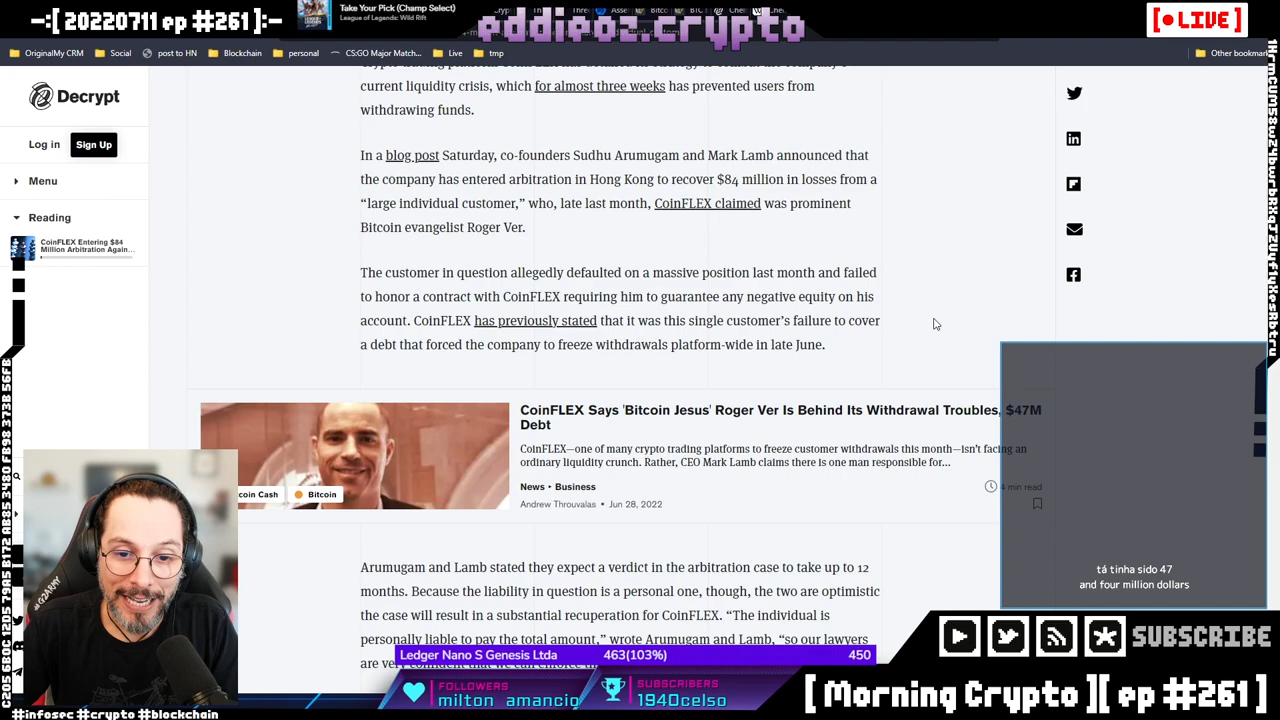 -:[ 20220711 ep #261]:-
Take Your Pick (Champ Select)
League of Legends: Wild Rift
eddieoz.crypto
[●LIVE]
OriginalMy CRM
Social
post to HN
Blockchain
personal
CS:GO Major Match...
Live
tmp
Other bookmar
Decrypt
Log in
Sign Up
Menu
Reading
CoinFLEX Entering $84
Million Arbitration Again...
current liquidity crisis, which for almost three weeks has prevented users from
withdrawing funds.
In a blog post Saturday, co-founders Sudhu Arumugam and Mark Lamb announced that
the company has entered arbitration in Hong Kong to recover $84 million in losses from a
“large individual customer,” who, late last month, CoinFLEX claimed was prominent
Bitcoin evangelist Roger Ver.
The customer in question allegedly defaulted on a massive position last month and failed
to honor a contract with CoinFLEX requiring him to guarantee any negative equity on his
account. CoinFLEX has previously stated that it was this single customer’s failure to cover
a debt that forced the company to freeze withdrawals platform-wide in late June.
CoinFLEX Says 'Bitcoin Jesus' Roger Ver Is Behind Its Withdrawal Troubles, $47M
Debt
CoinFLEX—one of many crypto trading platforms to freeze customer withdrawals this month—isn’t facing an
ordinary liquidity crunch. Rather, CEO Mark Lamb claims there is one man responsible for...
coin Cash
Bitcoin
News • Business
4 min read
Andrew Throuvalas • Jun 28, 2022
Arumugam and Lamb stated they expect a verdict in the arbitration case to take up to 12
months. Because the liability in question is a personal one, though, the two are optimistic
the case will result in a substantial recuperation for CoinFLEX. “The individual is
personally liable to pay the total amount,” wrote Arumugam and Lamb, “so our lawyers
are very confident that we can
tá tinha sido 47
and four million dollars
Ledger Nano S Genesis Ltda 463(103%) 450
FOLLOWERS
milton amancio
SUBSCRIBERS
1940celso
SUBSCRIBE
[ Morning Crypto ][ ep #261 ]
#infosec #crypto #blockchain